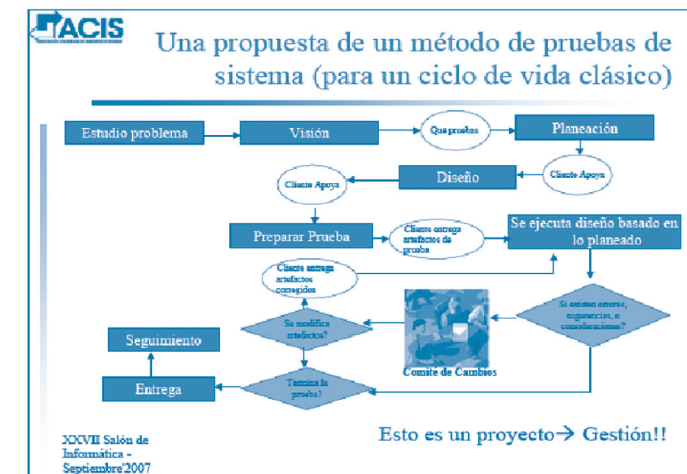 ACIS
Una propuesta de un método de pruebas de
sistema (para un ciclo de vida clásico)
Estudio problema
Visión
Que pruebas
Planeación
Cliente Apoya
Diseño
Cliente Apoya
Preparar Prueba
Cliente entrega
artefactos de
prueba
Se ejecuta diseño basado en
lo planeado
Cliente entrega
artefactos
corregidos
Si existen errores,
sugerencias, o
consideraciones?
Comite de Cambios
Se modifica
artefactos?
Seguimiento
Termina la
prueba?
Entrega
Esto es un proyecto→ Gestión!!
XXVII Salón de
Informática -
Septiembre'2007